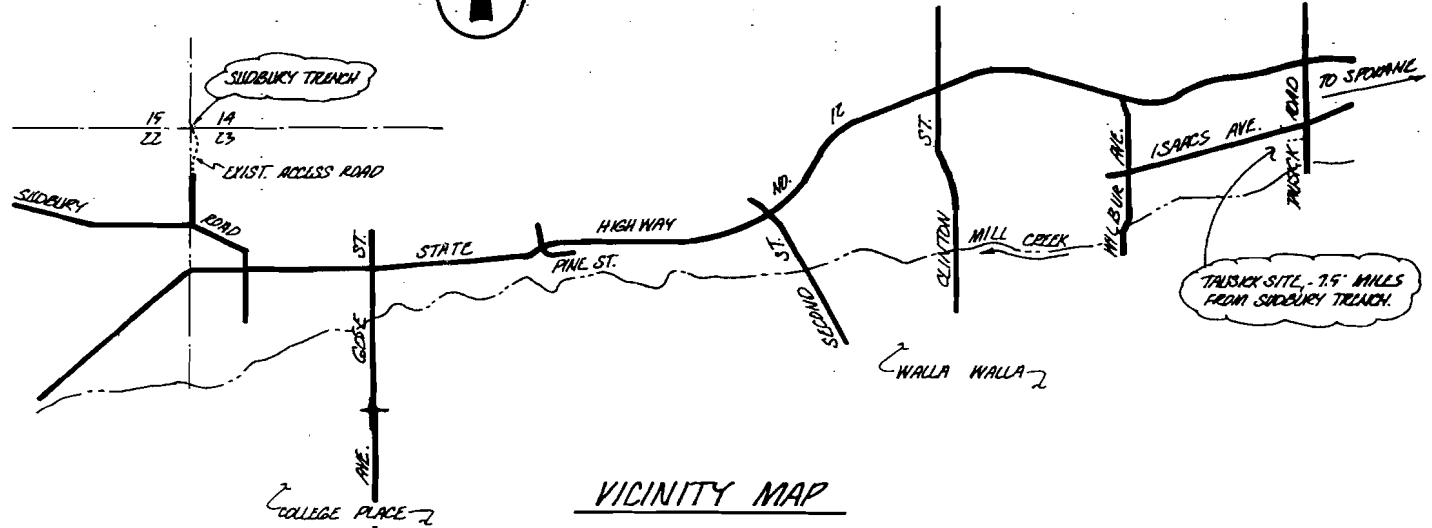 SUDBURY TRENCH
15 14
22 23
EXIST. ACCESS ROAD
SUDBURY ROAD
STATE HIGHWAY NO. 12
PINE ST.
SECOND ST.
CLINTON ST.
MILL CREEK
WILBUR AVE.
ISAACS AVE.
TAUSICK ROAD
TO SPOKANE
TAUSICK SITE - 7.5± MILES
FROM SUDBURY TRENCH.
WALLA WALLA
ST.
AVE.
COLLEGE PLACE
VICINITY MAP